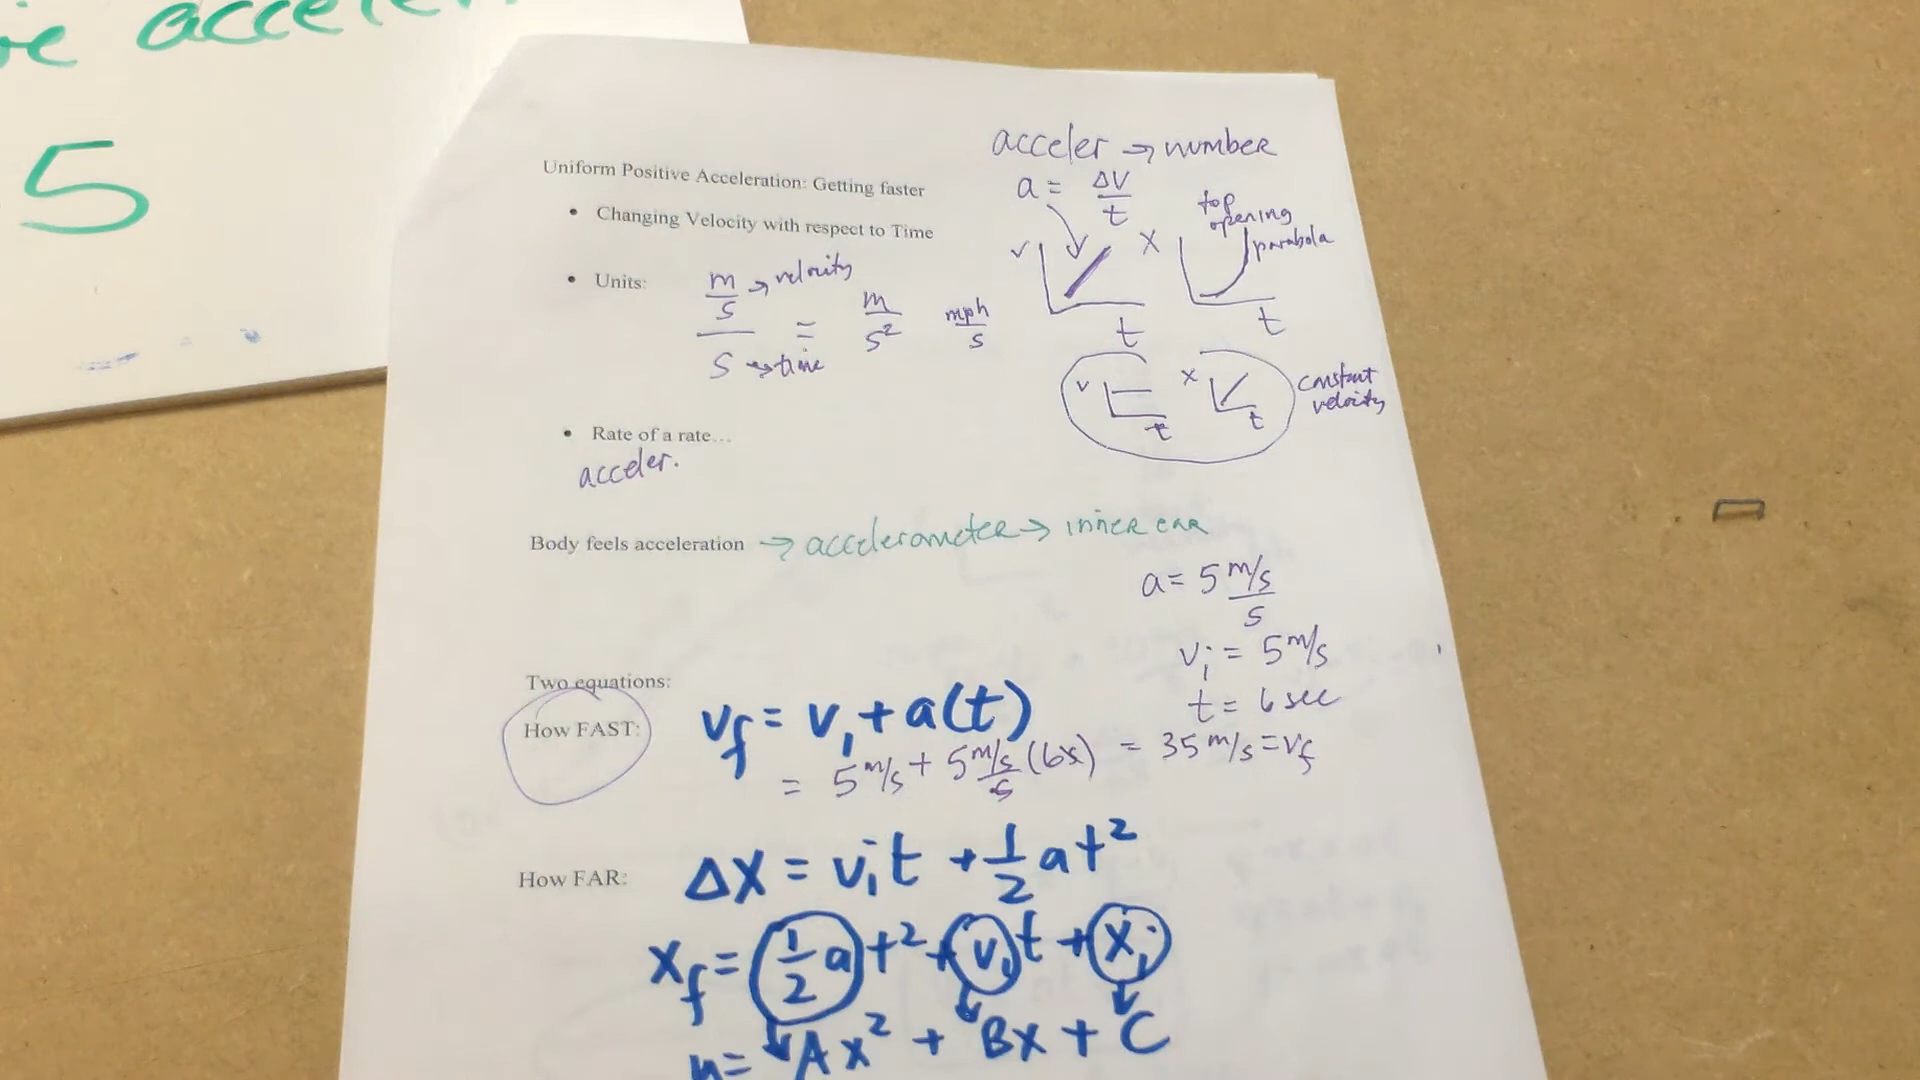 acceler
5
acceler → number
Uniform Positive Acceleration: Getting faster
a = ΔV/t
• Changing Velocity with respect to Time
top opening parabola
v
t
x
t
• Units: m/s → velocity / s → time = m/s² mph/s
v
t
x
t
constant velocity
• Rate of a rate...
acceler.
Body feels acceleration → accelerometer → inner ear
a = 5 m/s/s
vi = 5 m/s
t = 6 sec
Two equations:
How FAST: vf = vi + a(t)
= 5 m/s + 5 m/s/s (6s) = 35 m/s = vf
How FAR: Δx = vit + 1/2 at²
xf = 1/2 a t² + vi t + xi
Ax² + Bx + C